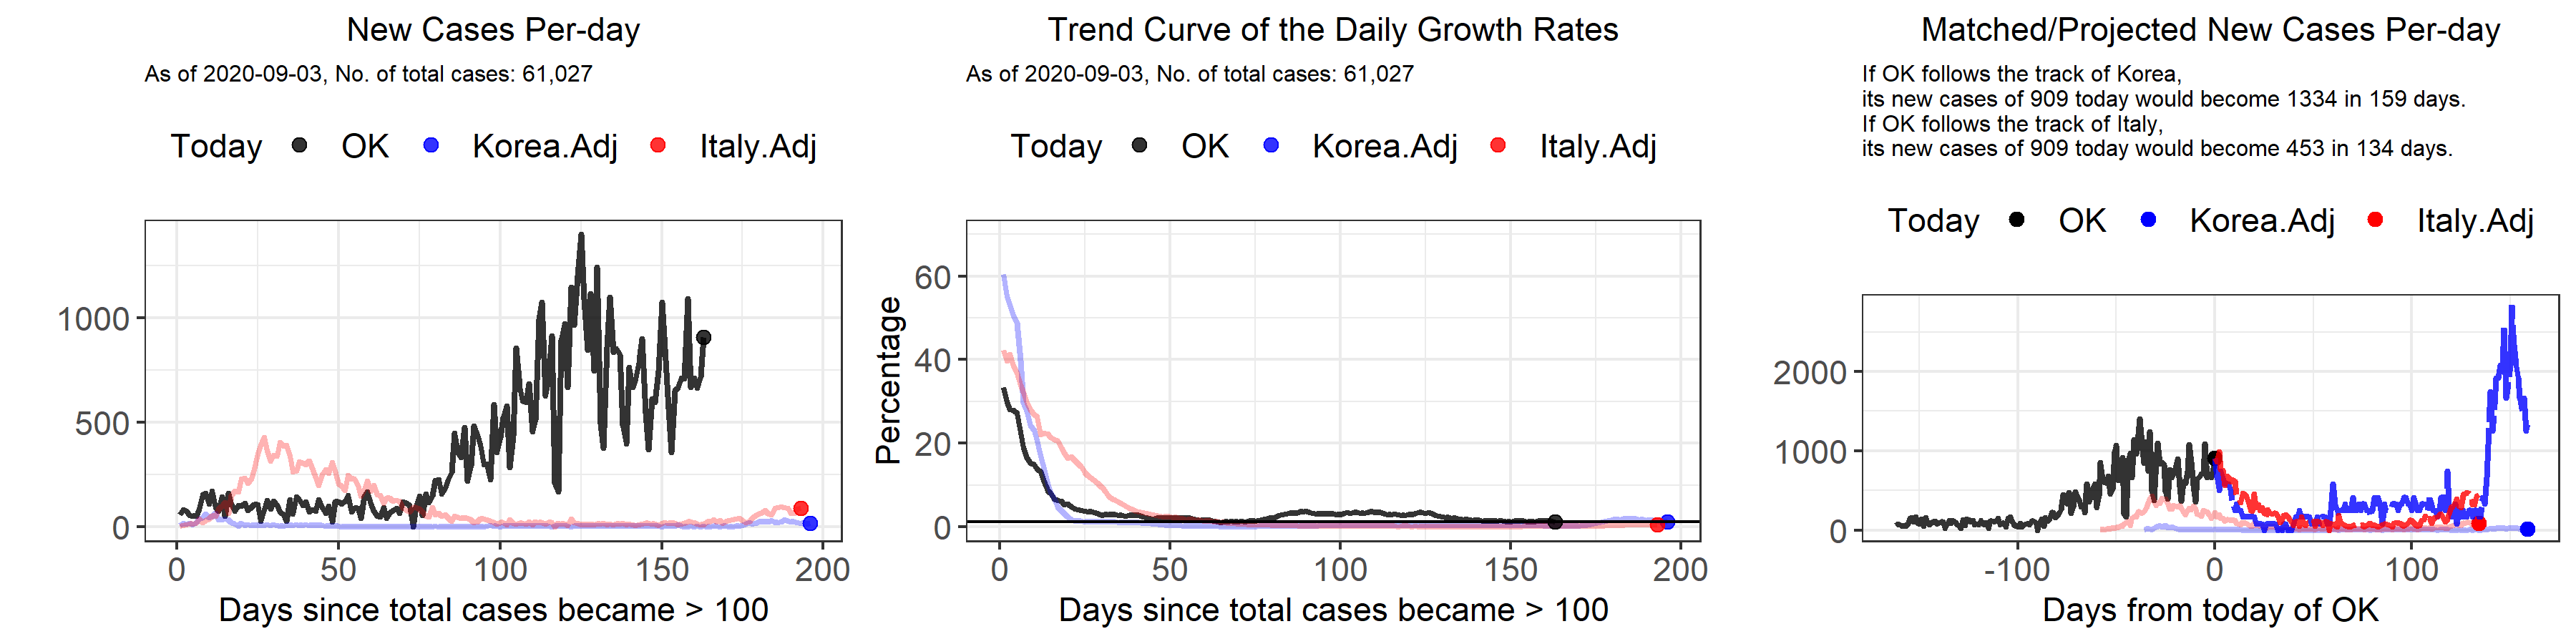 New Cases Per-day
As of 2020-09-03, No. of total cases: 61,027
Today OK Korea.Adj Italy.Adj
1000
500
0
0 50 100 150 200
Days since total cases became > 100
Trend Curve of the Daily Growth Rates
As of 2020-09-03, No. of total cases: 61,027
Today OK Korea.Adj Italy.Adj
Percentage
60
40
20
0
0 50 100 150 200
Days since total cases became > 100
Matched/Projected New Cases Per-day
If OK follows the track of Korea,
its new cases of 909 today would become 1334 in 159 days.
If OK follows the track of Italy,
its new cases of 909 today would become 453 in 134 days.
Today OK Korea.Adj Italy.Adj
2000
1000
0
-100 0 100
Days from today of OK